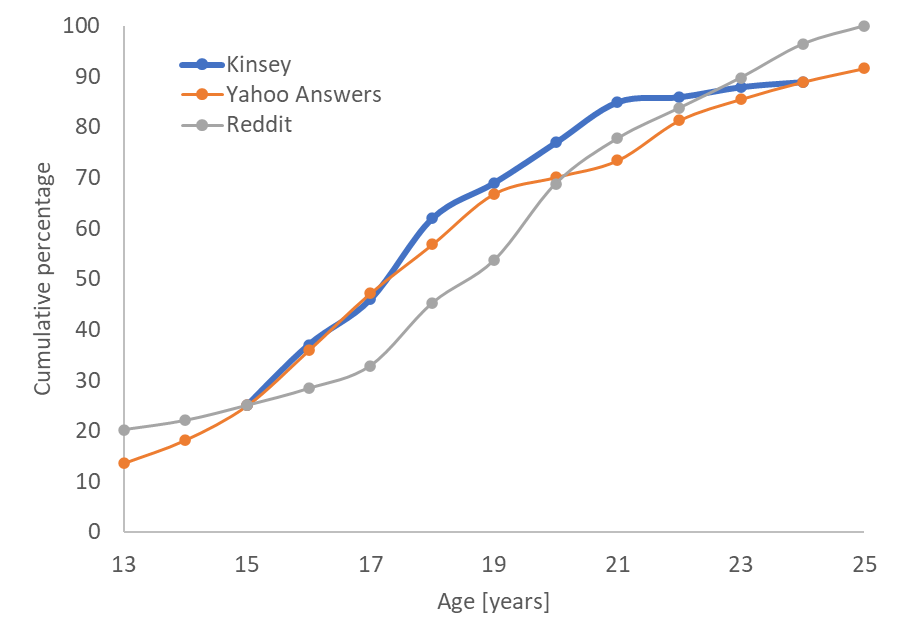 100
90
80
70
60
50
40
30
20
10
0
Cumulative percentage
Kinsey
Yahoo Answers
Reddit
13 15 17 19 21 23 25
Age [years]